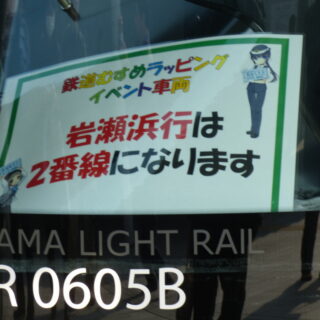 鉄道むすめラッピング
イベント車両
岩瀬浜行は
2番線になります
AMA LIGHT RAIL
R 0605B